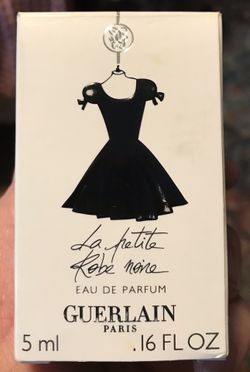 La petite
Robe noire
EAU DE PARFUM
GUERLAIN
PARIS
5 ml .16 FL OZ